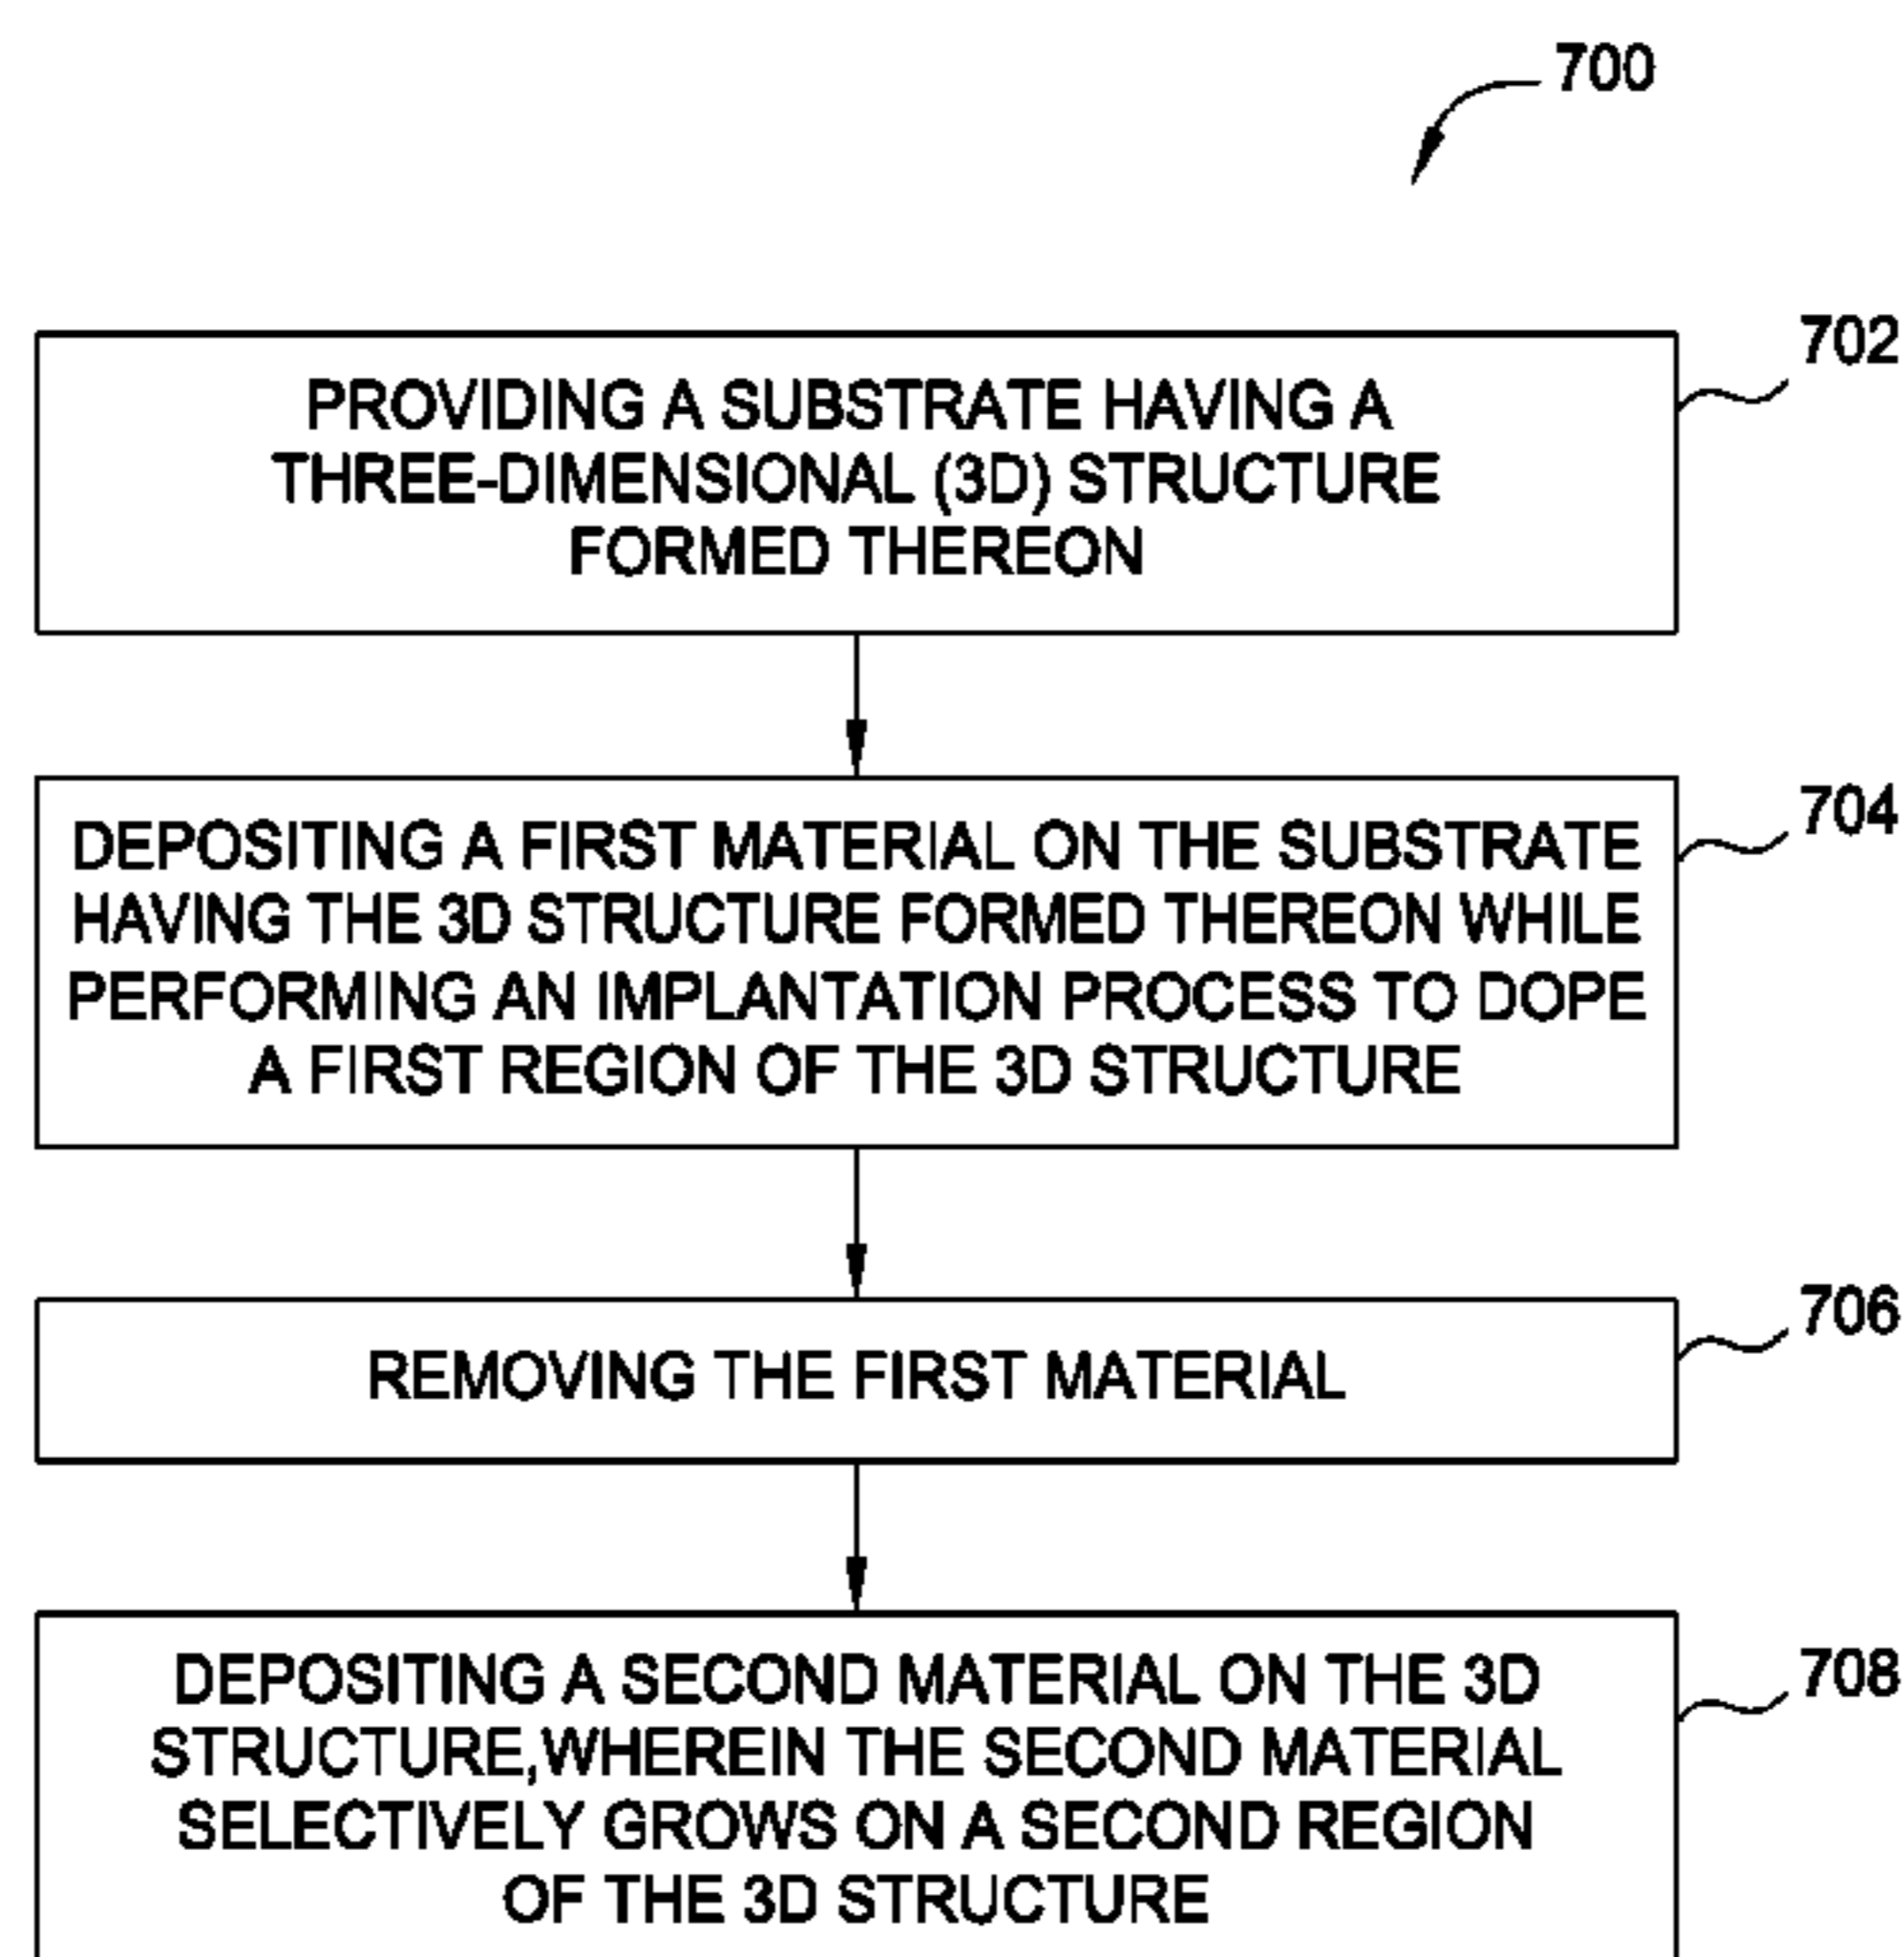 700
702
PROVIDING A SUBSTRATE HAVING A
THREE-DIMENSIONAL (3D) STRUCTURE
FORMED THEREON
704
DEPOSITING A FIRST MATERIAL ON THE SUBSTRATE
HAVING THE 3D STRUCTURE FORMED THEREON WHILE
PERFORMING AN IMPLANTATION PROCESS TO DOPE
A FIRST REGION OF THE 3D STRUCTURE
706
REMOVING THE FIRST MATERIAL
708
DEPOSITING A SECOND MATERIAL ON THE 3D
STRUCTURE,WHEREIN THE SECOND MATERIAL
SELECTIVELY GROWS ON A SECOND REGION
OF THE 3D STRUCTURE